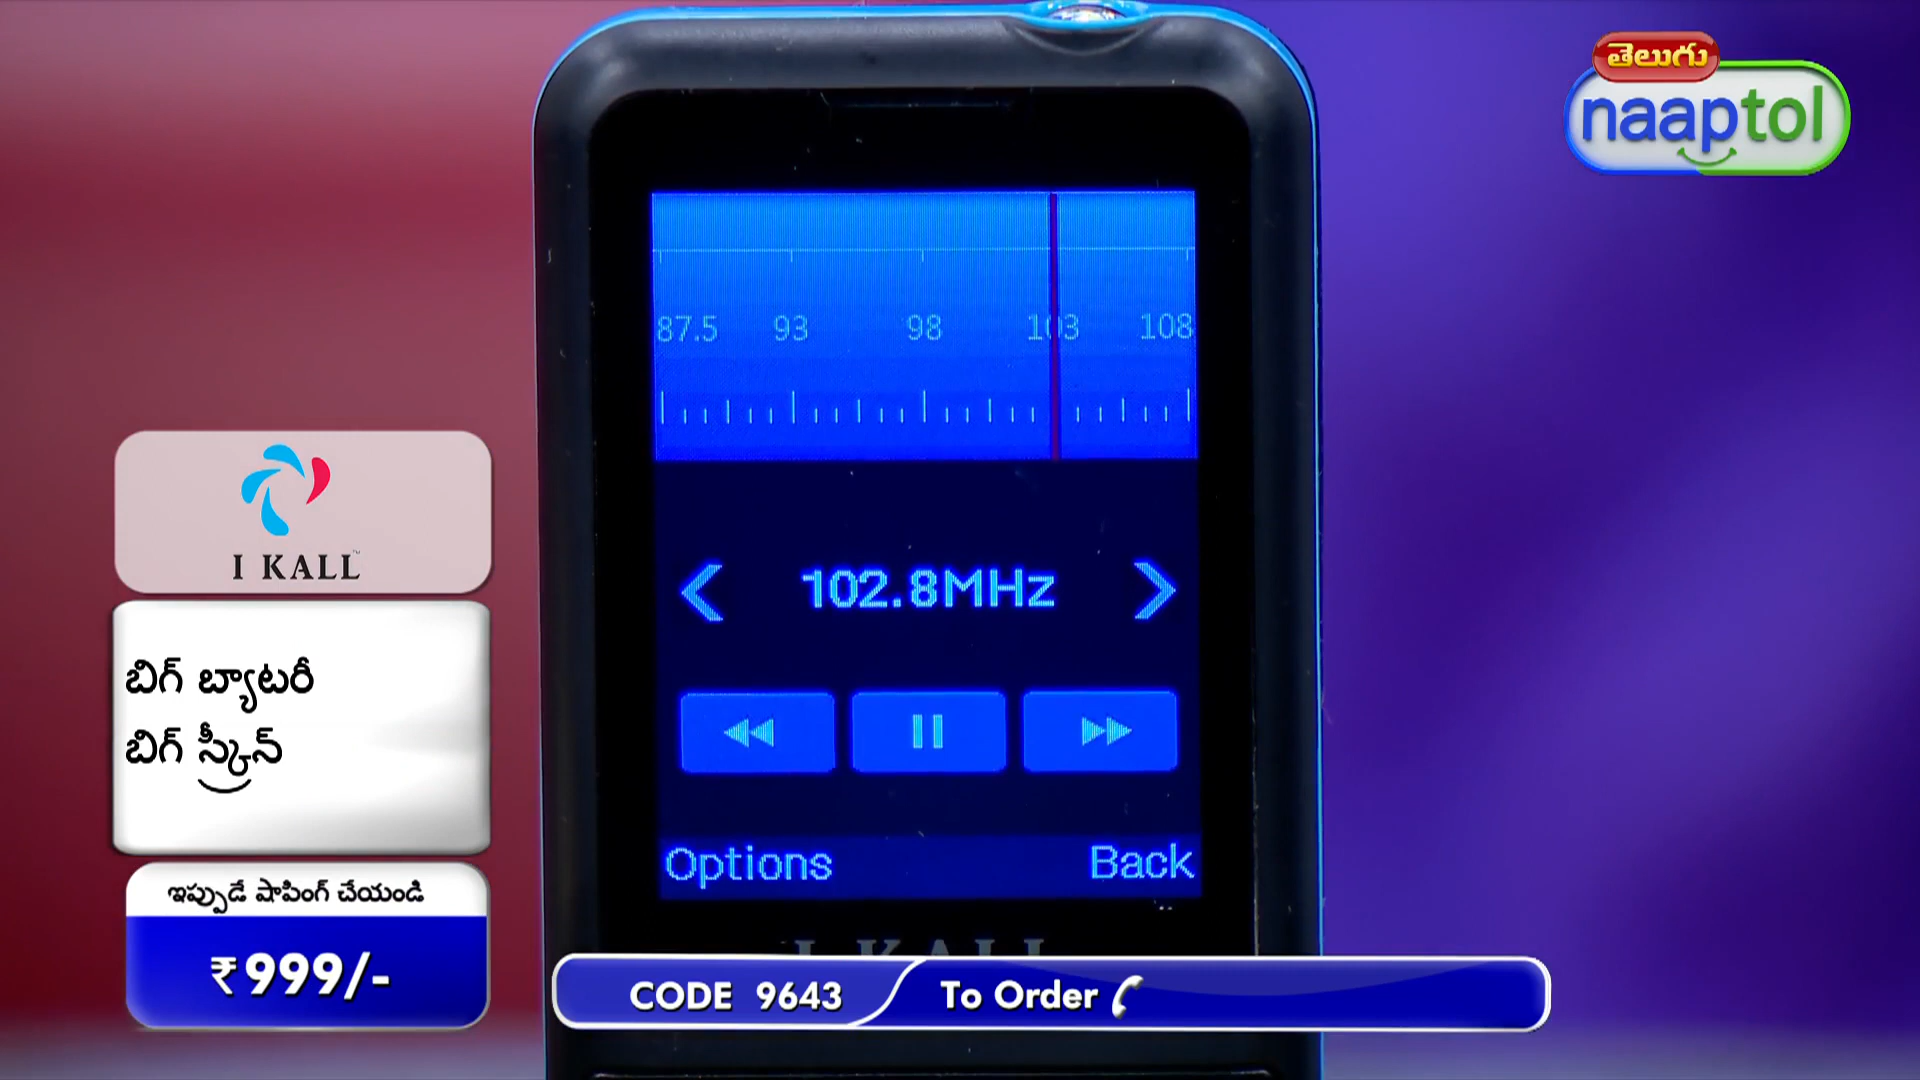 తెలుగు
naaptol
87.5 93 98 103 108
102.8MHz
Options Back
I KALL
I KALL™
బిగ్ బ్యాటరీ
బిగ్ స్క్రీన్
ఇప్పుడే షాపింగ్ చేయండి
₹999/-
CODE 9643 To Order